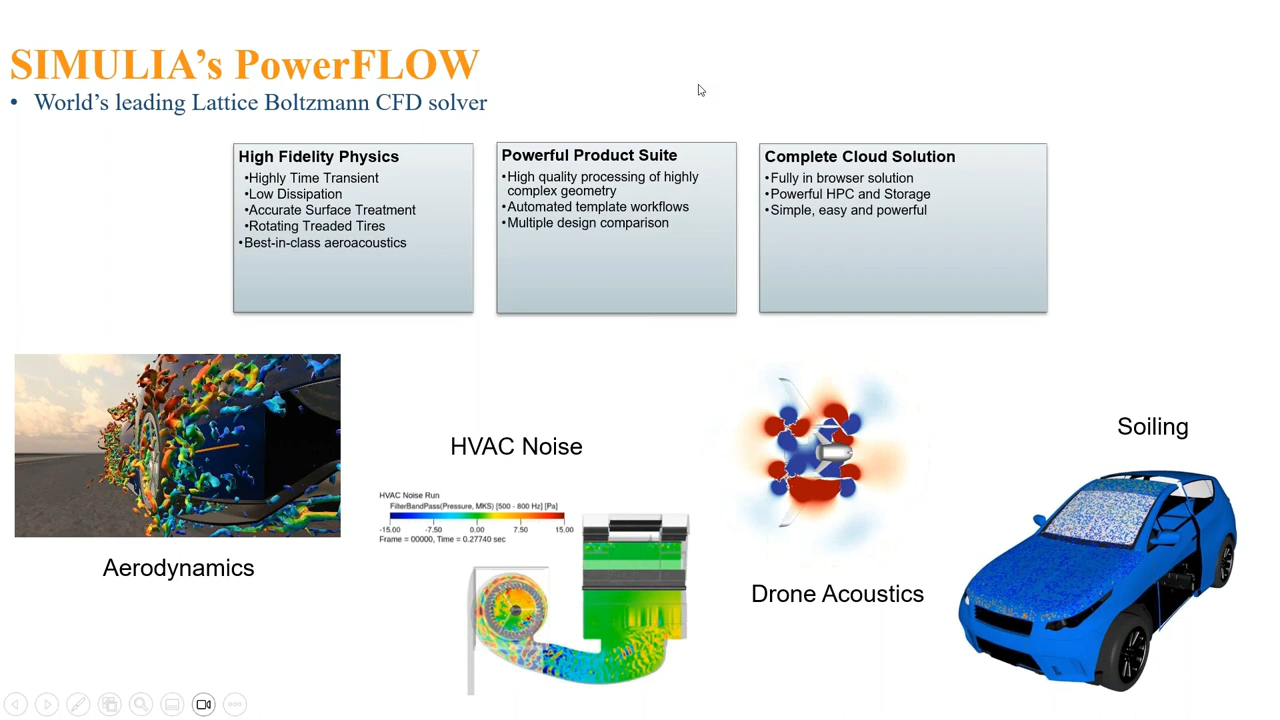 SIMULIA’s PowerFLOW
• World’s leading Lattice Boltzmann CFD solver
High Fidelity Physics
•Highly Time Transient
•Low Dissipation
•Accurate Surface Treatment
•Rotating Treaded Tires
•Best-in-class aeroacoustics
Powerful Product Suite
•High quality processing of highly
complex geometry
•Automated template workflows
•Multiple design comparison
Complete Cloud Solution
•Fully in browser solution
•Powerful HPC and Storage
•Simple, easy and powerful
Aerodynamics
HVAC Noise
HVAC Noise Run
FilterBandPass(Pressure, MKS) [500 - 800 Hz] [Pa]
-15.00 -7.50 0.00 7.50 15.00
Frame = 00000, Time = 0.27740 sec
Drone Acoustics
Soiling